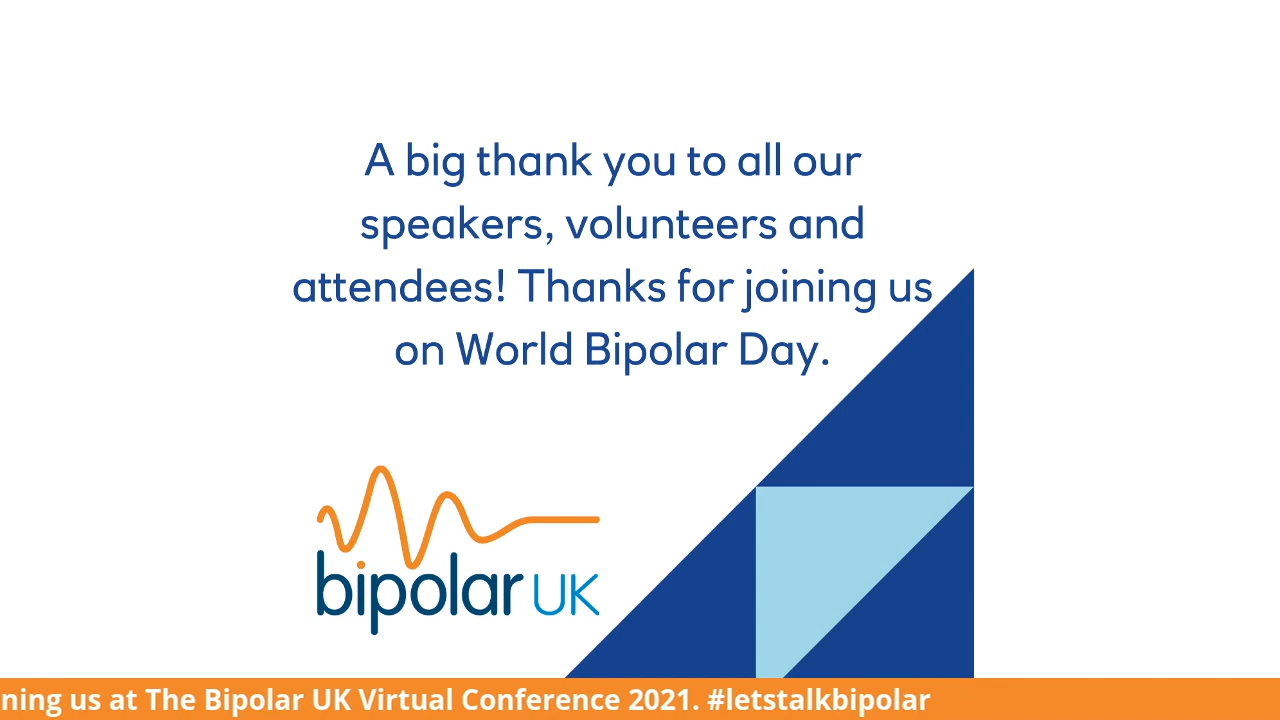 A big thank you to all our
speakers, volunteers and
attendees! Thanks for joining us
on World Bipolar Day.
bipolar UK
ning us at The Bipolar UK Virtual Conference 2021. #letstalkbipolar